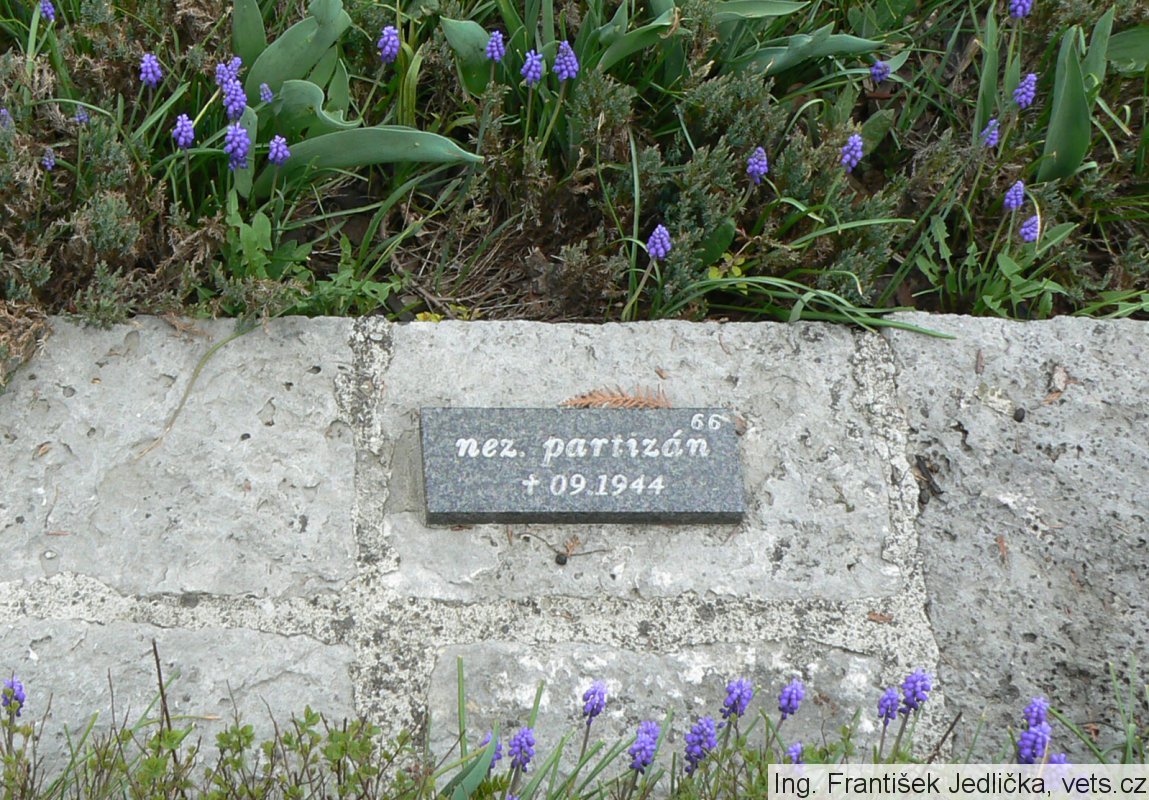 66
nez. partizán
✝ 09.1944
Ing. František Jedlička, vets.cz